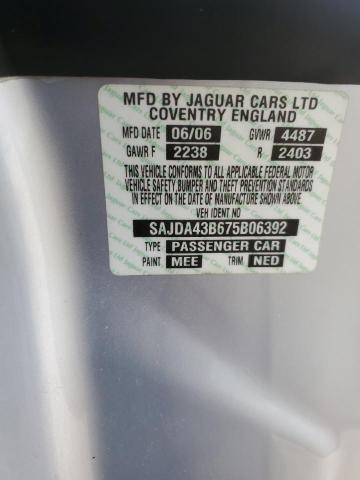 MFD BY JAGUAR CARS LTD
COVENTRY ENGLAND
MFD DATE 06/06 GVWR 4487
GAWR F 2238 R 2403
THIS VEHICLE CONFORMS TO ALL APPLICABLE FEDERAL MOTOR
VEHICLE SAFETY,BUMPER AND THEFT PREVENTION STANDARDS
IN EFFECT ON THE DATE OF MANUFACTURE SHOWN ABOVE
VEH IDENT NO
SAJDA43B675B06392
TYPE PASSENGER CAR
PAINT MEE TRIM NED